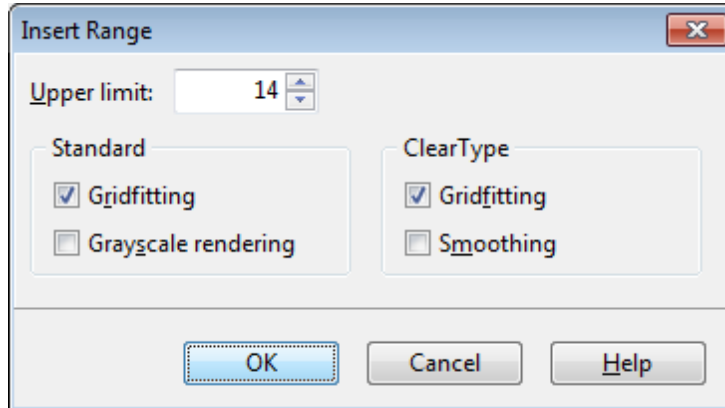 Insert Range
Upper limit: 14
Standard ClearType
Gridfitting Gridfitting
Grayscale rendering Smoothing
OK Cancel Help